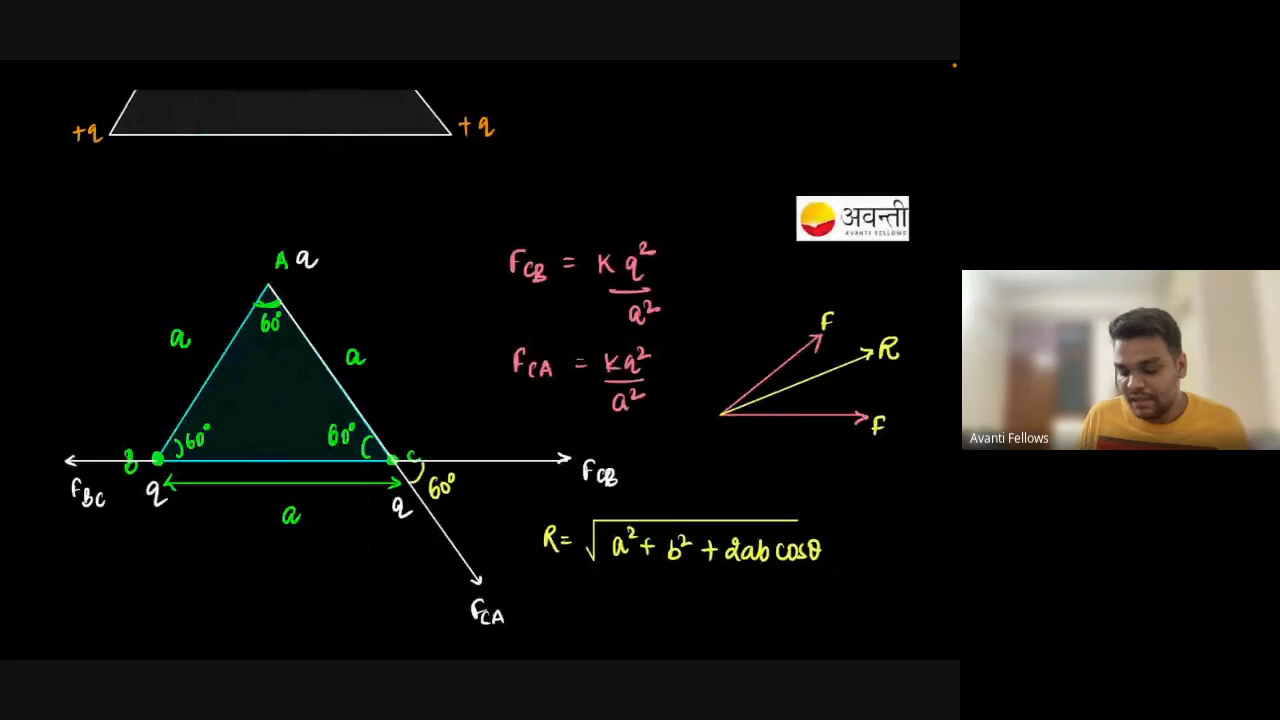 +q
+q
अवन्ती
AVANTI FELLOWS
A q
60°
a
a
F_CB = K q² / a²
F_CA = Kq² / a²
F
R
F
B
60°
60°
C
F_BC
q
a
q
60°
F_CB
F_CA
R = √(a² + b² + 2ab cosθ)
Avanti Fellows